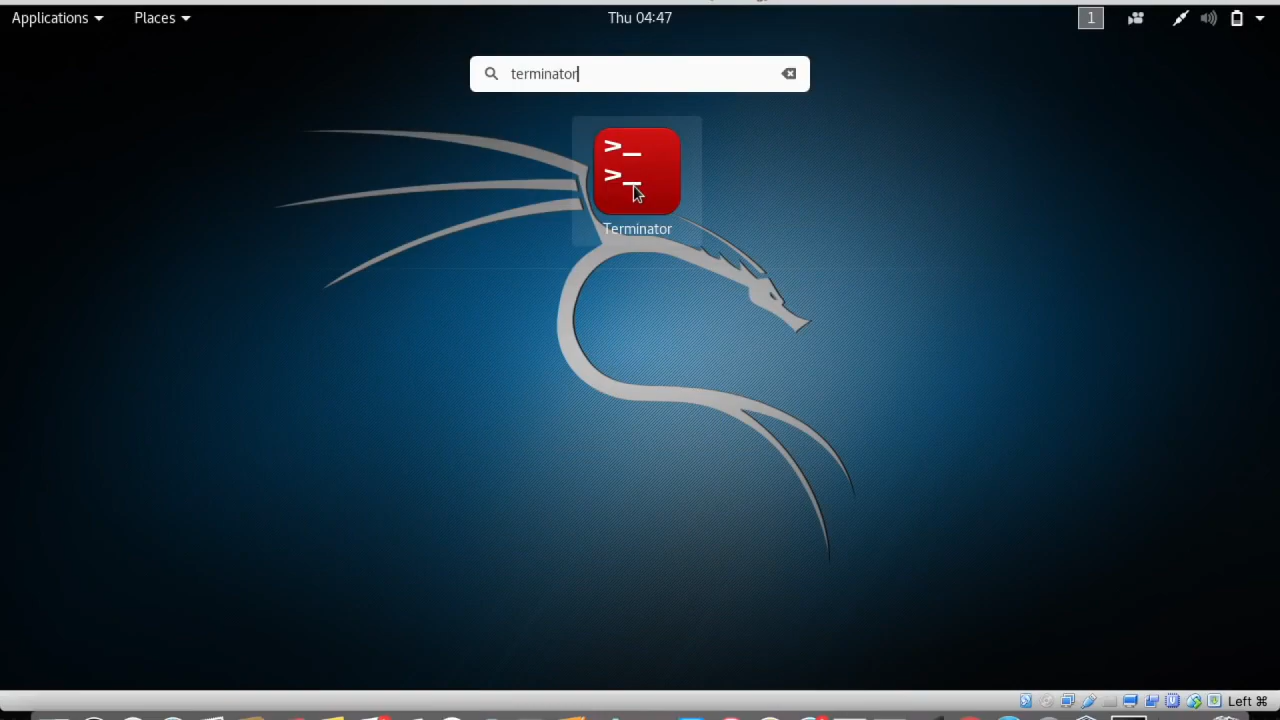 Applications Places Thu 04:47 1
terminator
>_
>_
Terminator
Left ⌘